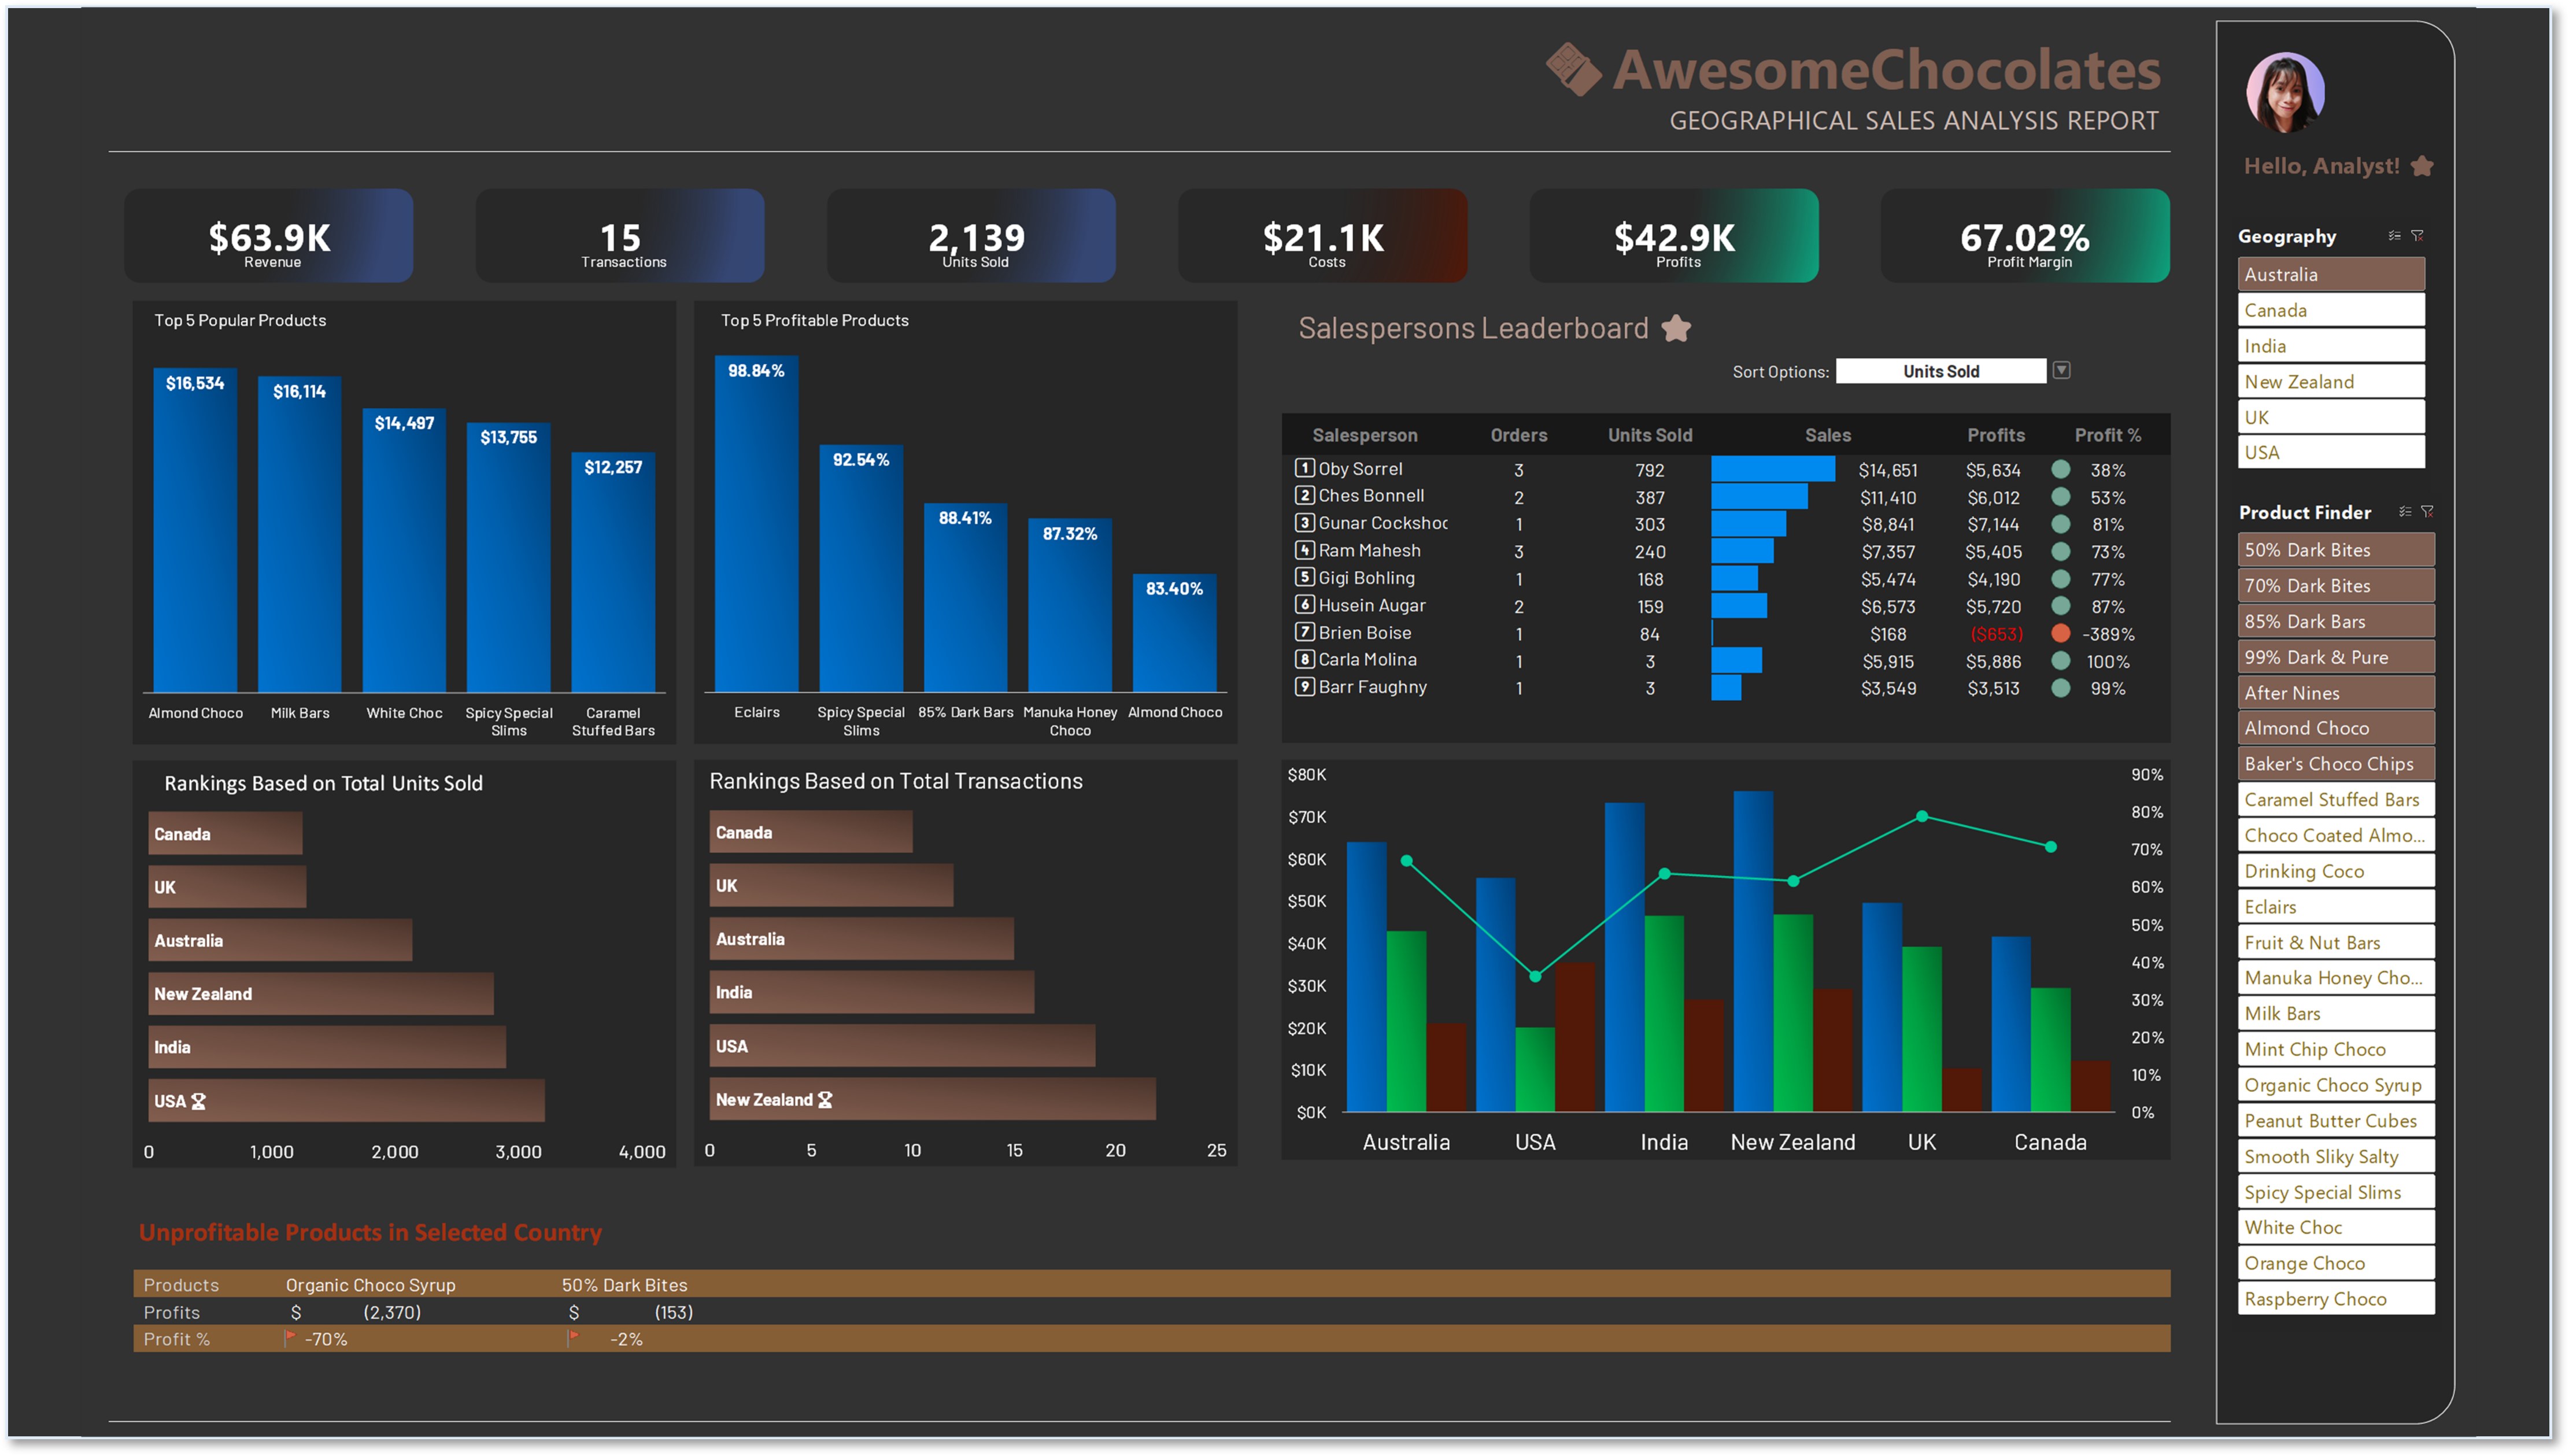 AwesomeChocolates
GEOGRAPHICAL SALES ANALYSIS REPORT
$63.9K
Revenue
15
Transactions
2,139
Units Sold
$21.1K
Costs
$42.9K
Profits
67.02%
Profit Margin
Top 5 Popular Products
$16,534
$16,114
$14,497
$13,755
$12,257
Almond Choco
Milk Bars
White Choc
Spicy Special
Slims
Caramel
Stuffed Bars
Top 5 Profitable Products
98.84%
92.54%
88.41%
87.32%
83.40%
Eclairs
Spicy Special
Slims
85% Dark Bars
Manuka Honey
Choco
Almond Choco
Salespersons Leaderboard
Sort Options: Units Sold
Salesperson Orders Units Sold Sales Profits Profit %
1 Oby Sorrel 3 792 $14,651 $5,634 38%
2 Ches Bonnell 2 387 $11,410 $6,012 53%
3 Gunar Cockshoc 1 303 $8,841 $7,144 81%
4 Ram Mahesh 3 240 $7,357 $5,405 73%
5 Gigi Bohling 1 168 $5,474 $4,190 77%
6 Husein Augar 2 159 $6,573 $5,720 87%
7 Brien Boise 1 84 $168 ($653) -389%
8 Carla Molina 1 3 $5,915 $5,886 100%
9 Barr Faughny 1 3 $3,549 $3,513 99%
Rankings Based on Total Units Sold
Canada
UK
Australia
New Zealand
India
USA
0 1,000 2,000 3,000 4,000
Rankings Based on Total Transactions
Canada
UK
Australia
India
USA
New Zealand
0 5 10 15 20 25
$80K
$70K
$60K
$50K
$40K
$30K
$20K
$10K
$0K
90%
80%
70%
60%
50%
40%
30%
20%
10%
0%
Australia USA India New Zealand UK Canada
Unprofitable Products in Selected Country
Products Organic Choco Syrup 50% Dark Bites
Profits $ (2,370) $ (153)
Profit % -70% -2%
Hello, Analyst!
Geography
Australia
Canada
India
New Zealand
UK
USA
Product Finder
50% Dark Bites
70% Dark Bites
85% Dark Bars
99% Dark & Pure
After Nines
Almond Choco
Baker's Choco Chips
Caramel Stuffed Bars
Choco Coated Almo...
Drinking Coco
Eclairs
Fruit & Nut Bars
Manuka Honey Cho...
Milk Bars
Mint Chip Choco
Organic Choco Syrup
Peanut Butter Cubes
Smooth Sliky Salty
Spicy Special Slims
White Choc
Orange Choco
Raspberry Choco